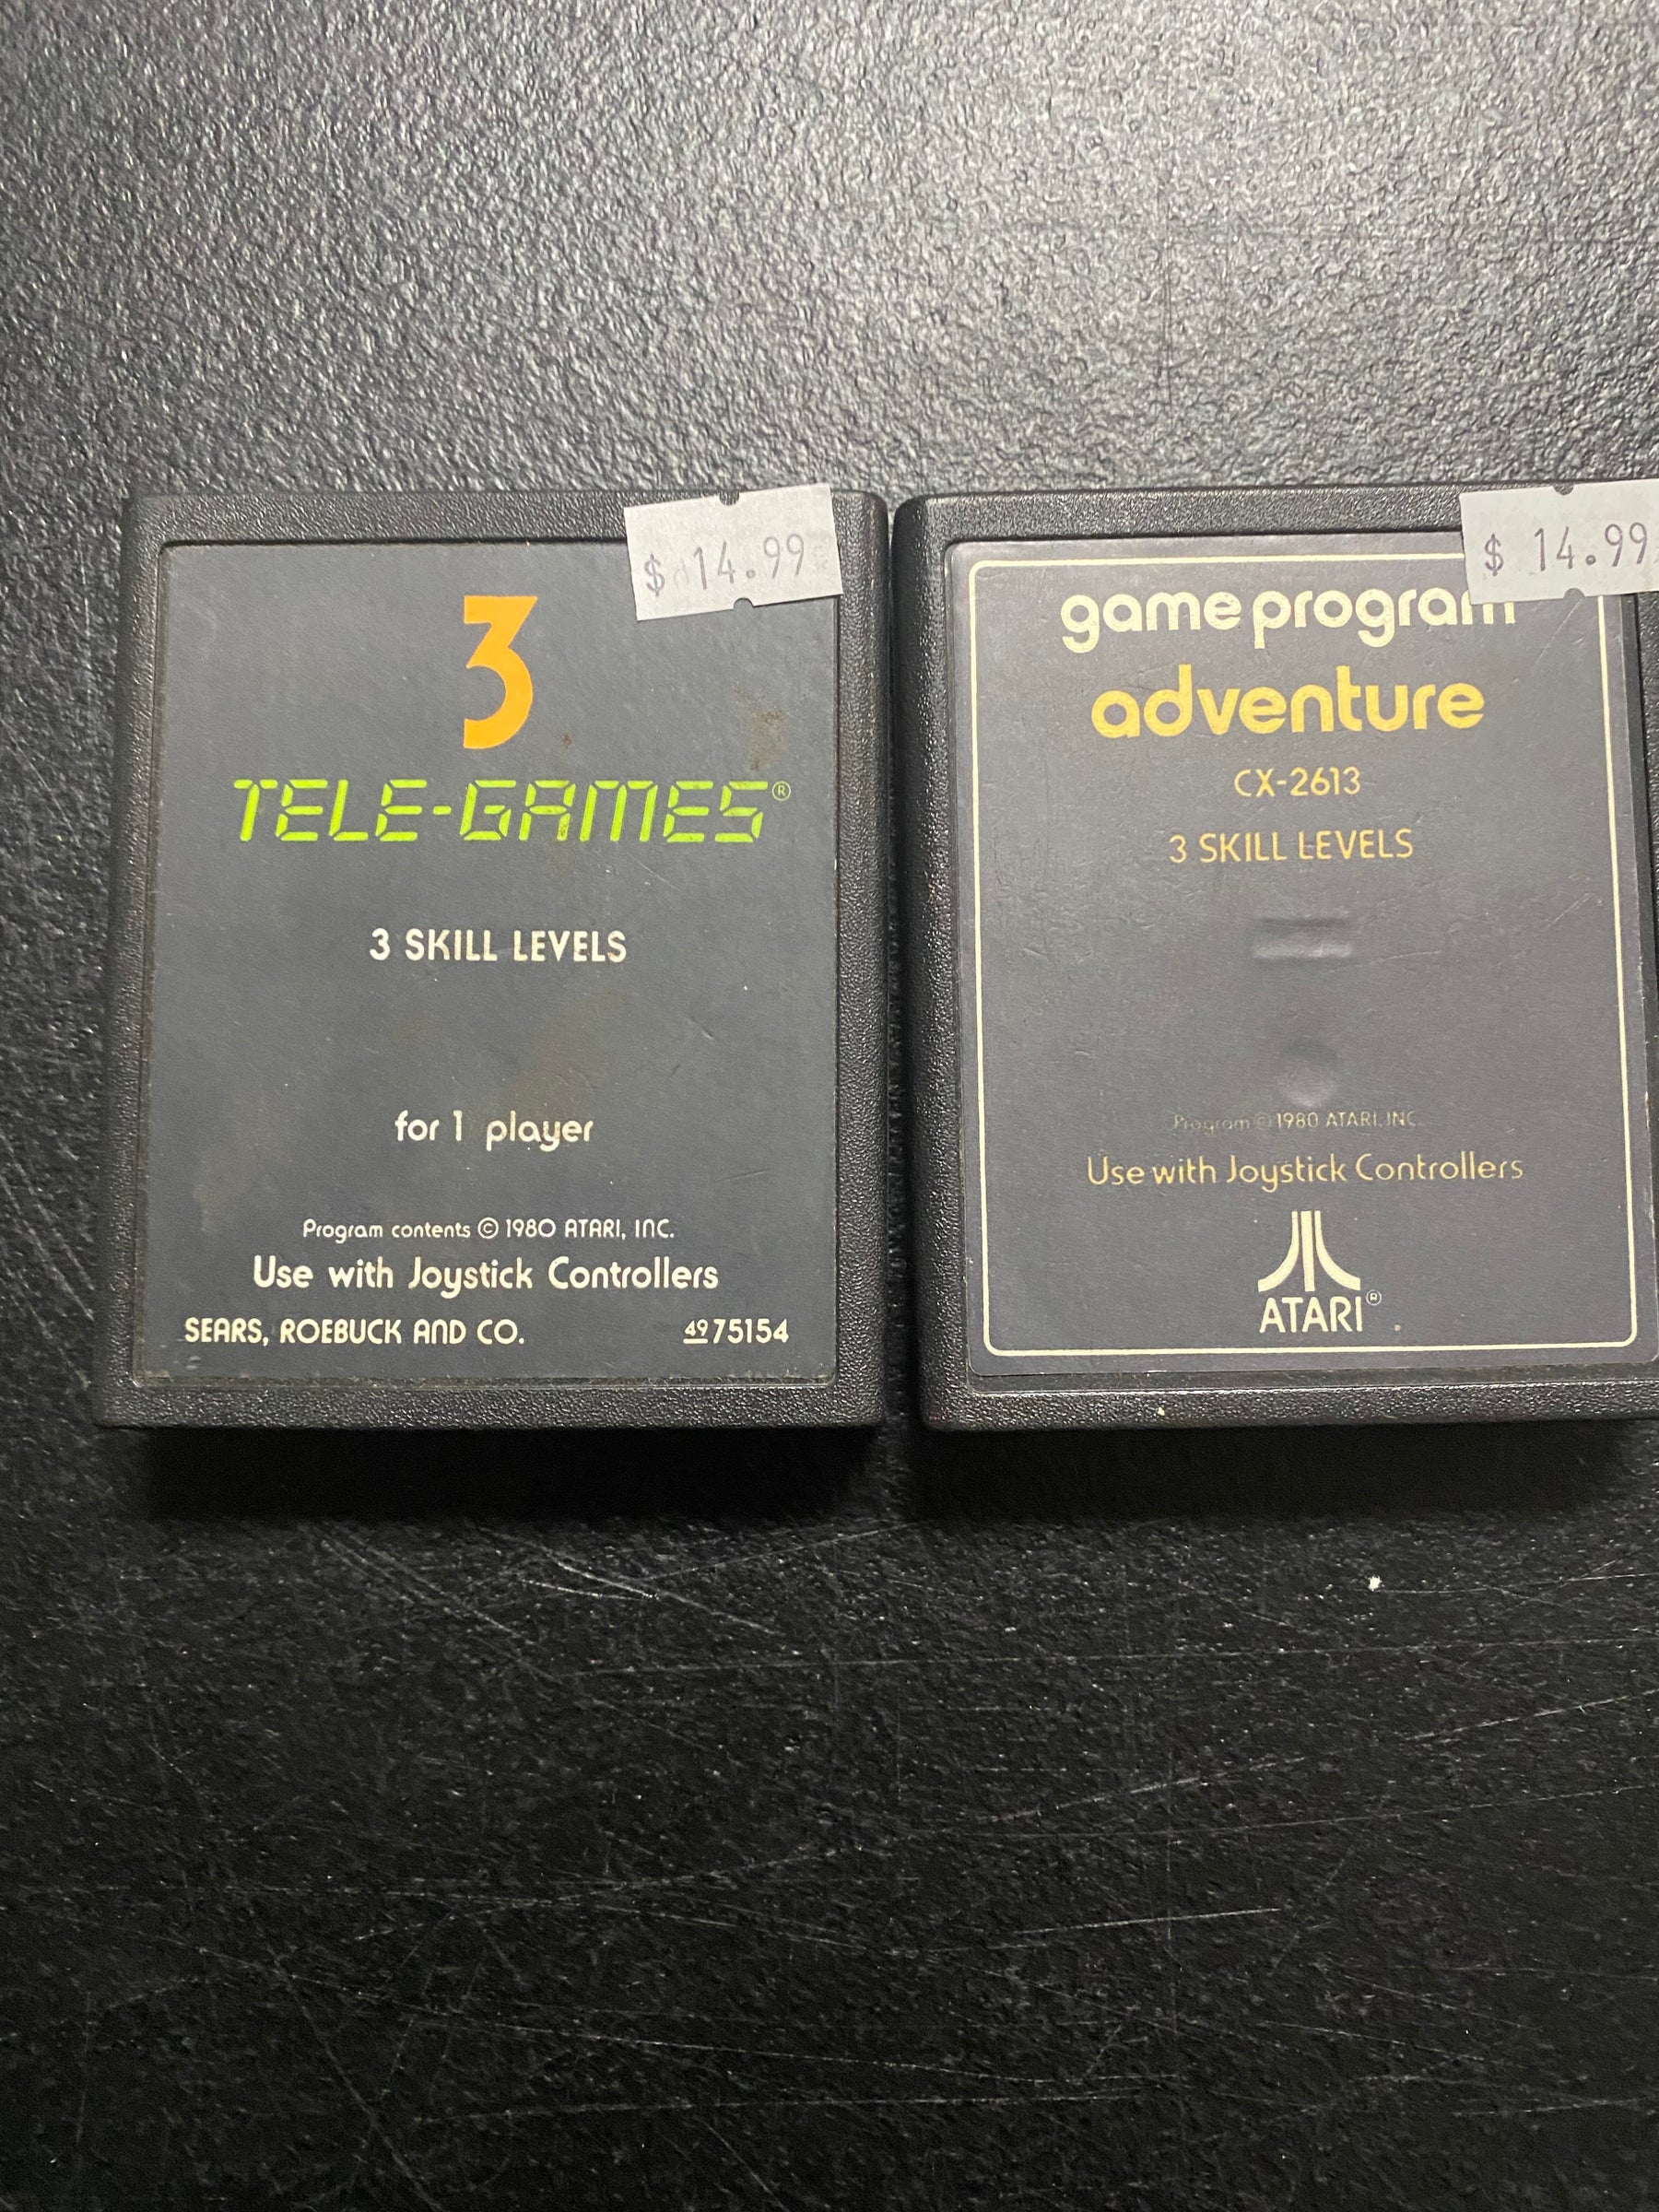 $ 14.99
3
TELE-GAMES®
3 SKILL LEVELS
for 1 player
Program contents © 1980 ATARI, INC.
Use with Joystick Controllers
SEARS, ROEBUCK AND CO. 49 75154
$ 14.99
game program
adventure
CX-2613
3 SKILL LEVELS
Program © 1980 ATARI, INC.
Use with Joystick Controllers
ATARI®